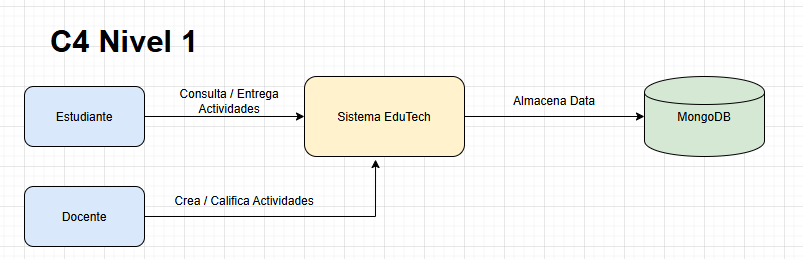 C4 Nivel 1
Estudiante
Consulta / Entrega
Actividades
Sistema EduTech
Almacena Data
MongoDB
Docente
Crea / Califica Actividades